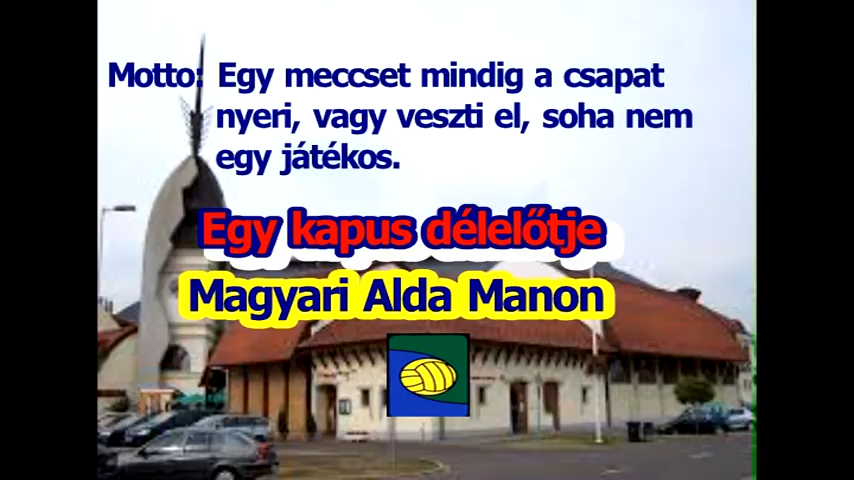 Motto: Egy meccset mindig a csapat
nyeri, vagy veszti el, soha nem
egy játékos.
Egy kapus délelőtje
Magyari Alda Manon